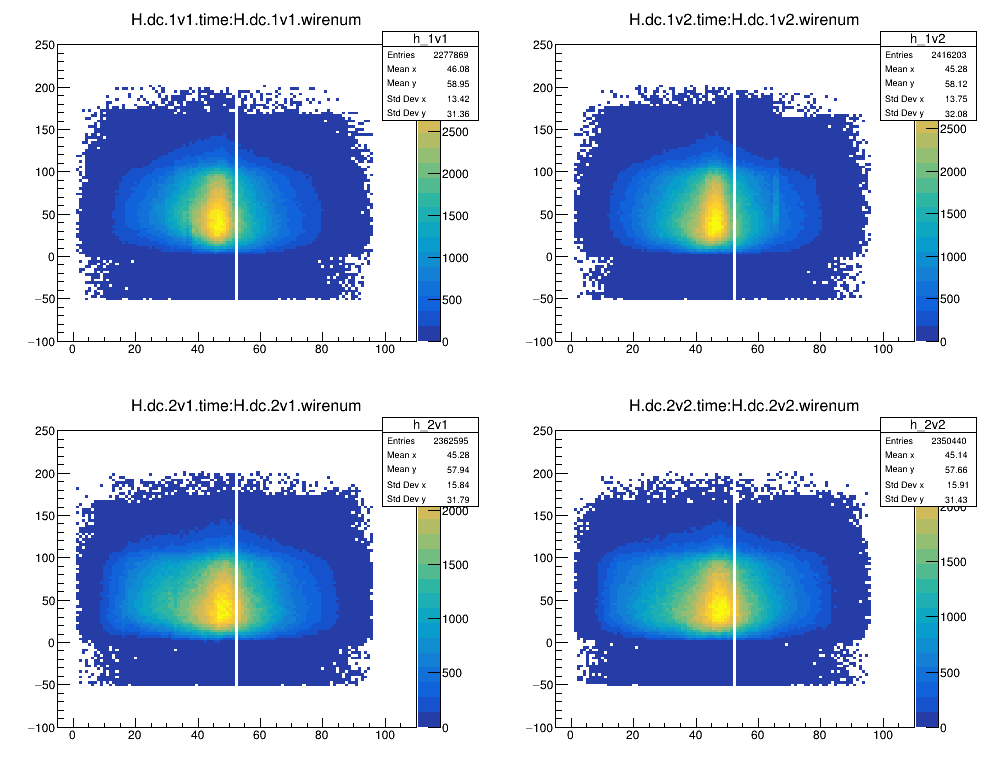 H.dc.1v1.time:H.dc.1v1.wirenum
h_1v1
Entries 2277869
Mean x 46.08
Mean y 58.95
Std Dev x 13.42
Std Dev y 31.36
250
200
150
100
50
0
−50
−100
0 20 40 60 80 100
2500
2000
1500
1000
500
0
H.dc.1v2.time:H.dc.1v2.wirenum
h_1v2
Entries 2416203
Mean x 45.28
Mean y 58.12
Std Dev x 13.75
Std Dev y 32.08
250
200
150
100
50
0
−50
−100
0 20 40 60 80 100
2500
2000
1500
1000
500
0
H.dc.2v1.time:H.dc.2v1.wirenum
h_2v1
Entries 2362595
Mean x 45.28
Mean y 57.94
Std Dev x 15.84
Std Dev y 31.79
250
200
150
100
50
0
−50
−100
0 20 40 60 80 100
2000
1500
1000
500
0
H.dc.2v2.time:H.dc.2v2.wirenum
h_2v2
Entries 2350440
Mean x 45.14
Mean y 57.66
Std Dev x 15.91
Std Dev y 31.43
250
200
150
100
50
0
−50
−100
0 20 40 60 80 100
2000
1500
1000
500
0